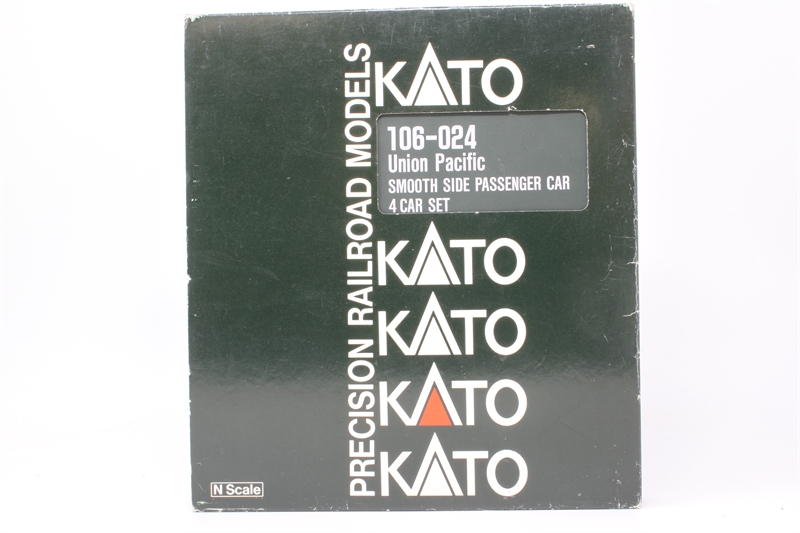 PRECISION RAILROAD MODELS
KATO
106-024
Union Pacific
SMOOTH SIDE PASSENGER CAR
4 CAR SET
KATO
KATO
KATO
KATO
N Scale